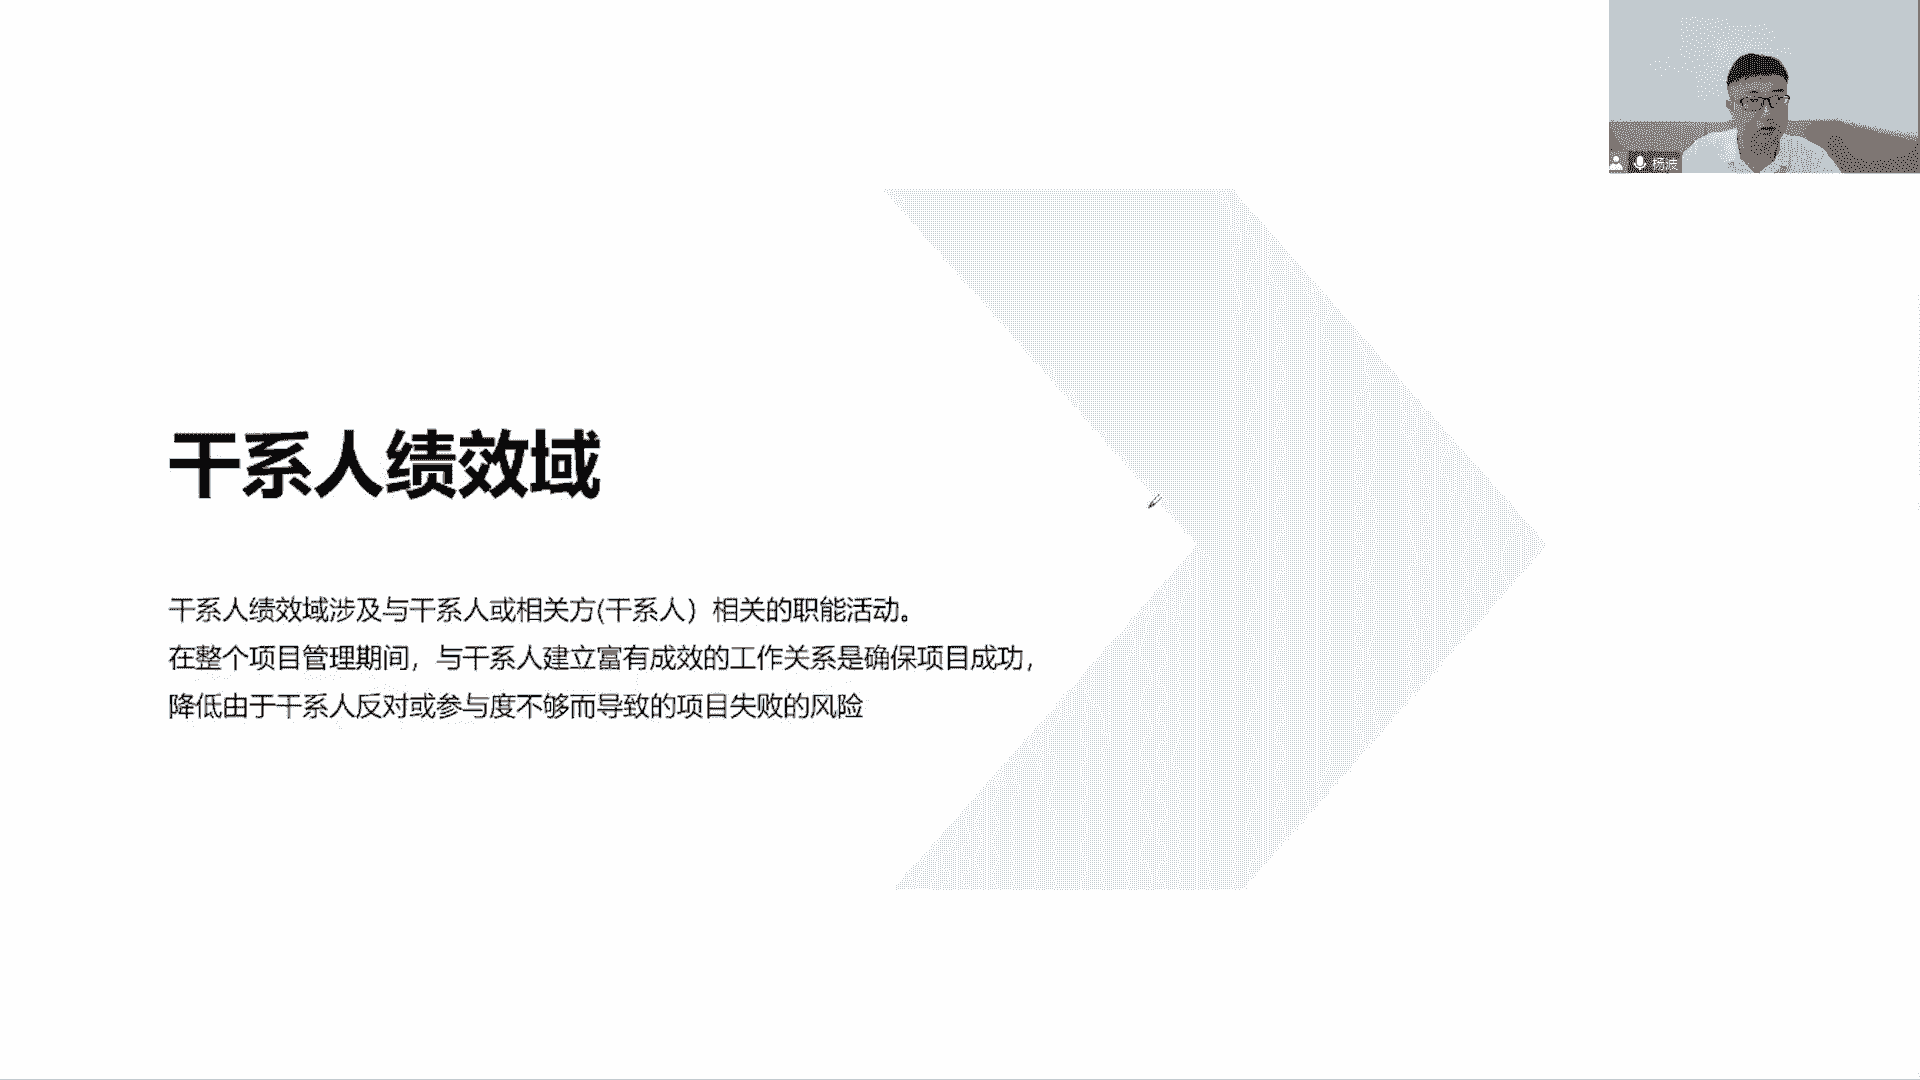 杨波
干系人绩效域
干系人绩效域涉及与干系人或相关方(干系人）相关的职能活动。
在整个项目管理期间，与干系人建立富有成效的工作关系是确保项目成功，
降低由于干系人反对或参与度不够而导致的项目失败的风险